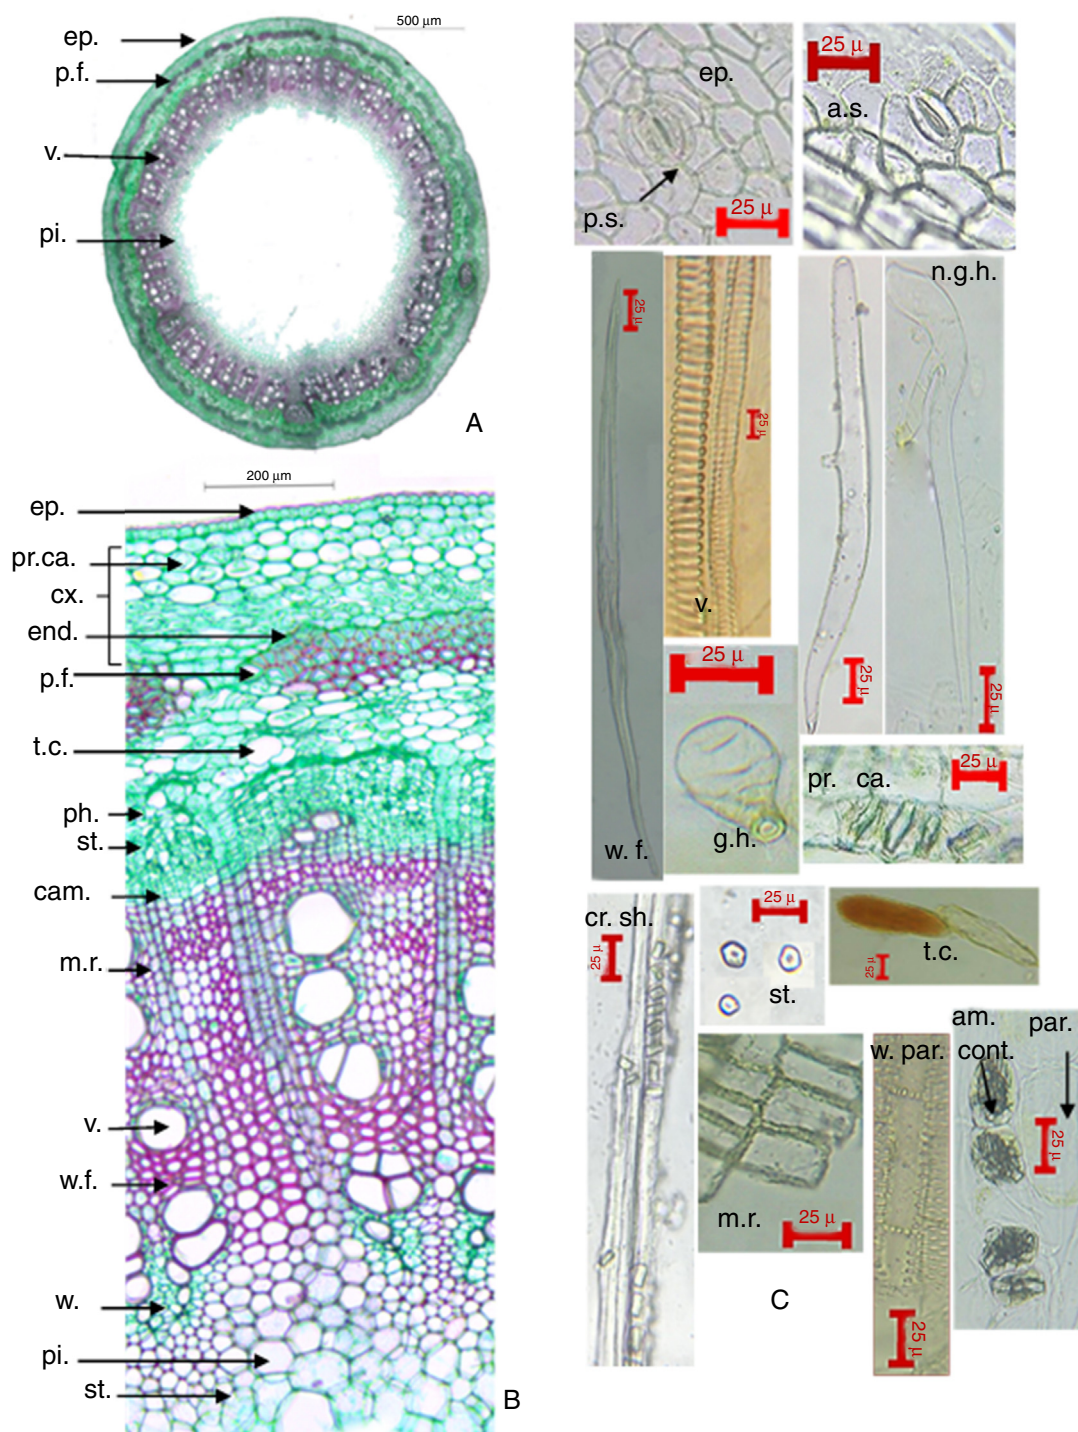 500 μm
ep.
p.f.
v.
pi.
A
200 μm
ep.
pr.ca.
cx.
end.
p.f.
t.c.
ph.
st.
cam.
m.r.
v.
w.f.
w.
pi.
st.
B
ep.
p.s.
25 μ
25 μ
a.s.
25 μ
w. f.
25 μ
v.
25 μ
n.g.h.
25 μ
25 μ
g.h.
pr. ca.
25 μ
cr. sh.
25 μ
25 μ
st.
t.c.
25 μ
m.r.
25 μ
w. par.
25 μ
am.
cont.
par.
25 μ
C